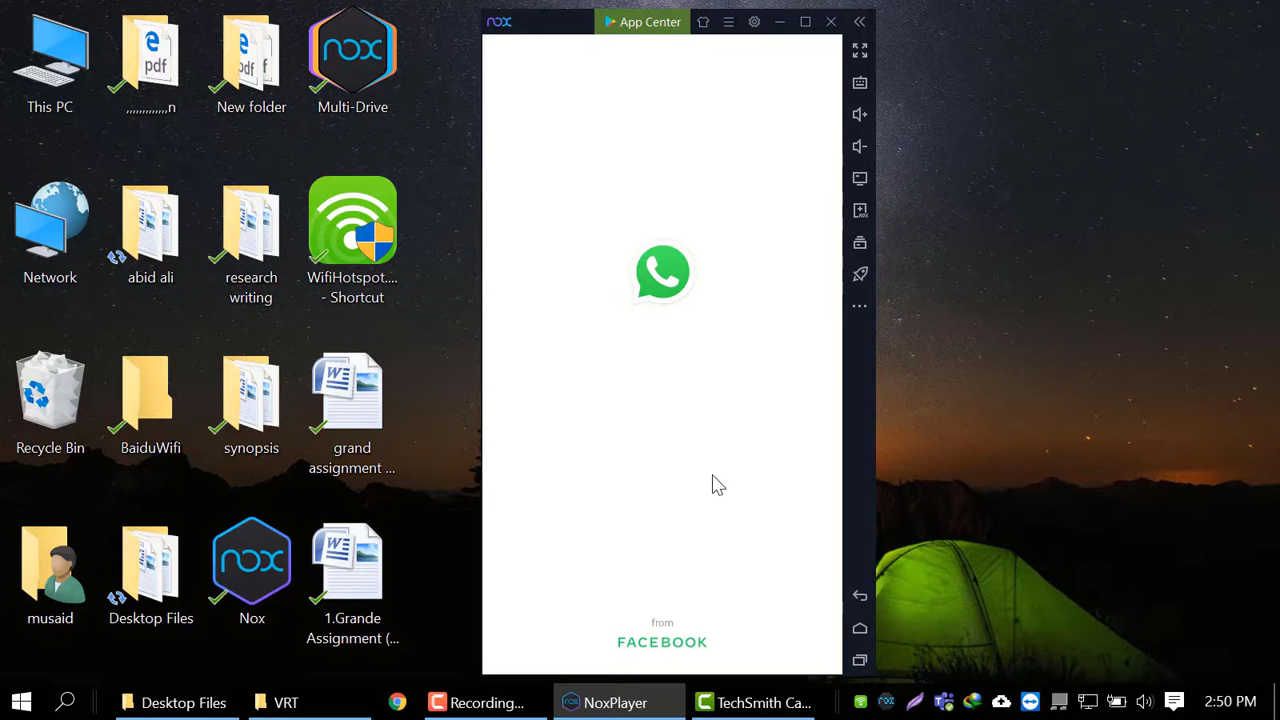 This PC
,,,,,,,,,,,,,n
New folder
Multi-Drive
Network
abid ali
research
writing
WifiHotspot....
- Shortcut
Recycle Bin
BaiduWifi
synopsis
grand
assignment ...
musaid
Desktop Files
Nox
1.Grande
Assignment (...
nox
App Center
from
FACEBOOK
Desktop Files
VRT
Recording...
NoxPlayer
TechSmith Ca...
2:50 PM